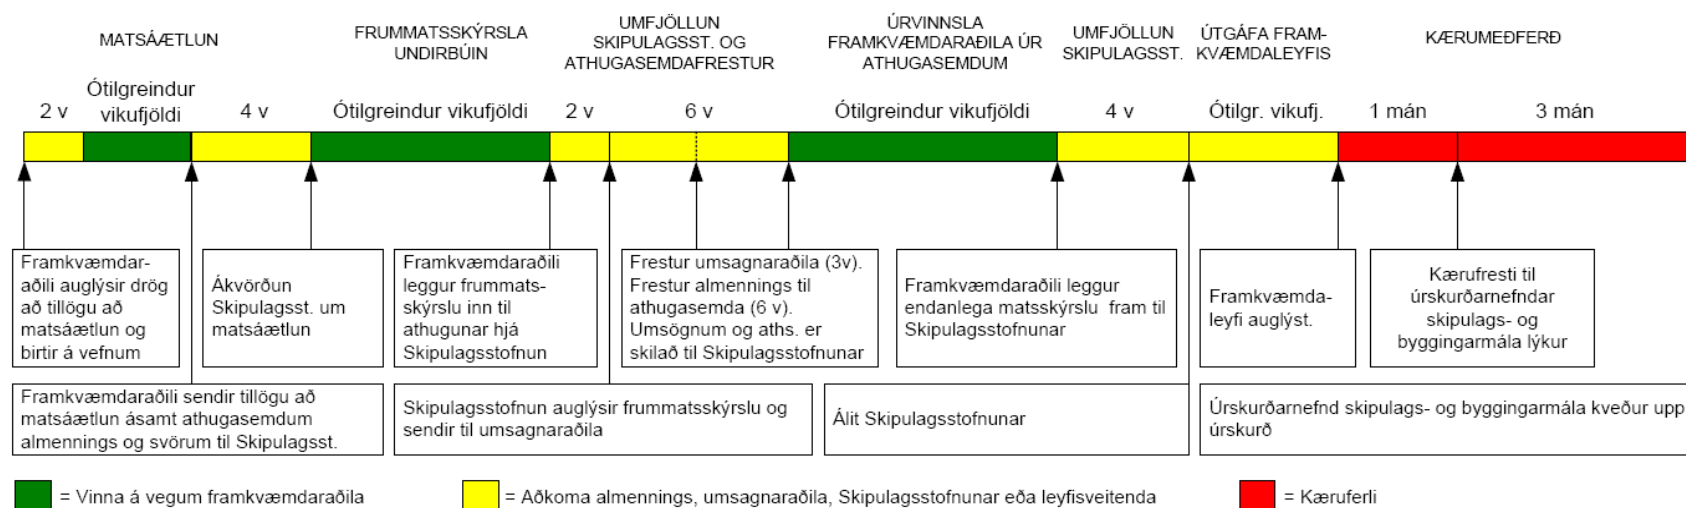 MATSÁÆTLUN
FRUMMATSSKÝRSLA
UNDIRBÚIN
UMFJÖLLUN
SKIPULAGSST. OG
ATHUGASEMDAFRESTUR
ÚRVINNSLA
FRAMKVÆMDARAÐILA ÚR
ATHUGASEMDUM
UMFJÖLLUN
SKIPULAGSST.
ÚTGÁFA FRAM-
KVÆMDALEYFIS
KÆRUMEÐFERÐ
2 v
Ótilgreindur
vikufjöldi
4 v
Ótilgreindur vikufjöldi
2 v
6 v
Ótilgreindur vikufjöldi
4 v
Ótilgr. vikufj.
1 mán
3 mán
Framkvæmdar-
aðili auglýsir drög
að tillögu að
matsáætlun og
birtir á vefnum
Ákvörðun
Skipulagsst. um
matsáætlun
Framkvæmdaraðili
leggur frummats-
skýrslu inn til
athugunar hjá
Skipulagsstofnun
Frestur umsagnaraðila (3v).
Frestur almennings til
athugasemda (6 v).
Umsögnum og aths. er
skilað til Skipulagsstofnunar
Framkvæmdaraðili leggur
endanlega matsskýrslu fram til
Skipulagsstofnunar
Framkvæmda-
leyfi auglýst.
Kærufresti til
úrskurðarnefndar
skipulags- og
byggingarmála lýkur
Framkvæmdaraðili sendir tillögu að
matsáætlun ásamt athugasemdum
almennings og svörum til Skipulagsst.
Skipulagsstofnun auglýsir frummatsskýrslu og
sendir til umsagnaraðila
Álit Skipulagsstofnunar
Úrskurðarnefnd skipulags- og byggingarmála kveður upp
úrskurð
= Vinna á vegum framkvæmdaraðila
= Aðkoma almennings, umsagnaraðila, Skipulagsstofnunar eða leyfisveitenda
= Kæruferli